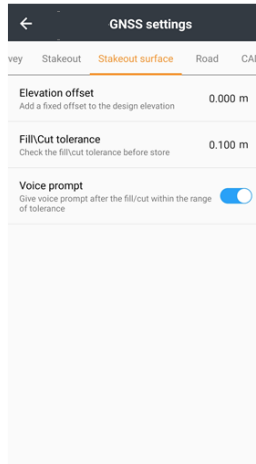 GNSS settings
vey Stakeout Stakeout surface Road CA
Elevation offset
Add a fixed offset to the design elevation
0.000 m
Fill\Cut tolerance
Check the fill\cut tolerance before store
0.100 m
Voice prompt
Give voice prompt after the fill/cut within the range
of tolerance